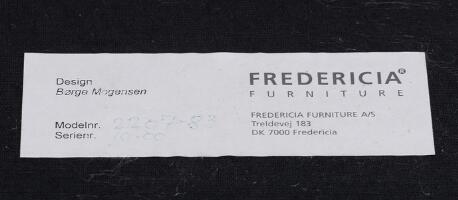 Design
Børge Mogensen
Modelnr.
Serienr.
FREDERICIA®
FURNITURE
FREDERICIA FURNITURE A/S
Treldevej 183
DK 7000 Fredericia